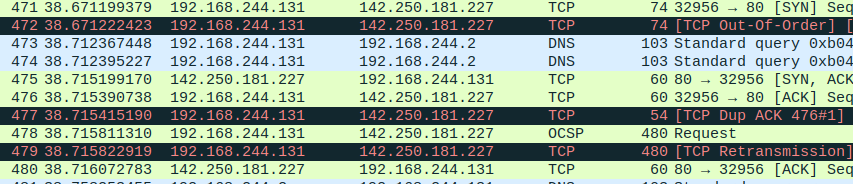 471 38.671199379 192.168.244.131 142.250.181.227 TCP 74 32956 → 80 [SYN] Seq
472 38.671222423 192.168.244.131 142.250.181.227 TCP 74 [TCP Out-Of-Order] [
473 38.712367448 192.168.244.131 192.168.244.2 DNS 103 Standard query 0xb04
474 38.712395227 192.168.244.131 192.168.244.2 DNS 103 Standard query 0xb04
475 38.715199170 142.250.181.227 192.168.244.131 TCP 60 80 → 32956 [SYN, ACK
476 38.715390738 192.168.244.131 142.250.181.227 TCP 60 32956 → 80 [ACK] Seq
477 38.715415190 192.168.244.131 142.250.181.227 TCP 54 [TCP Dup ACK 476#1]
478 38.715811310 192.168.244.131 142.250.181.227 OCSP 480 Request
479 38.715822919 192.168.244.131 142.250.181.227 TCP 480 [TCP Retransmission]
480 38.716072783 142.250.181.227 192.168.244.131 TCP 60 80 → 32956 [ACK] Seq